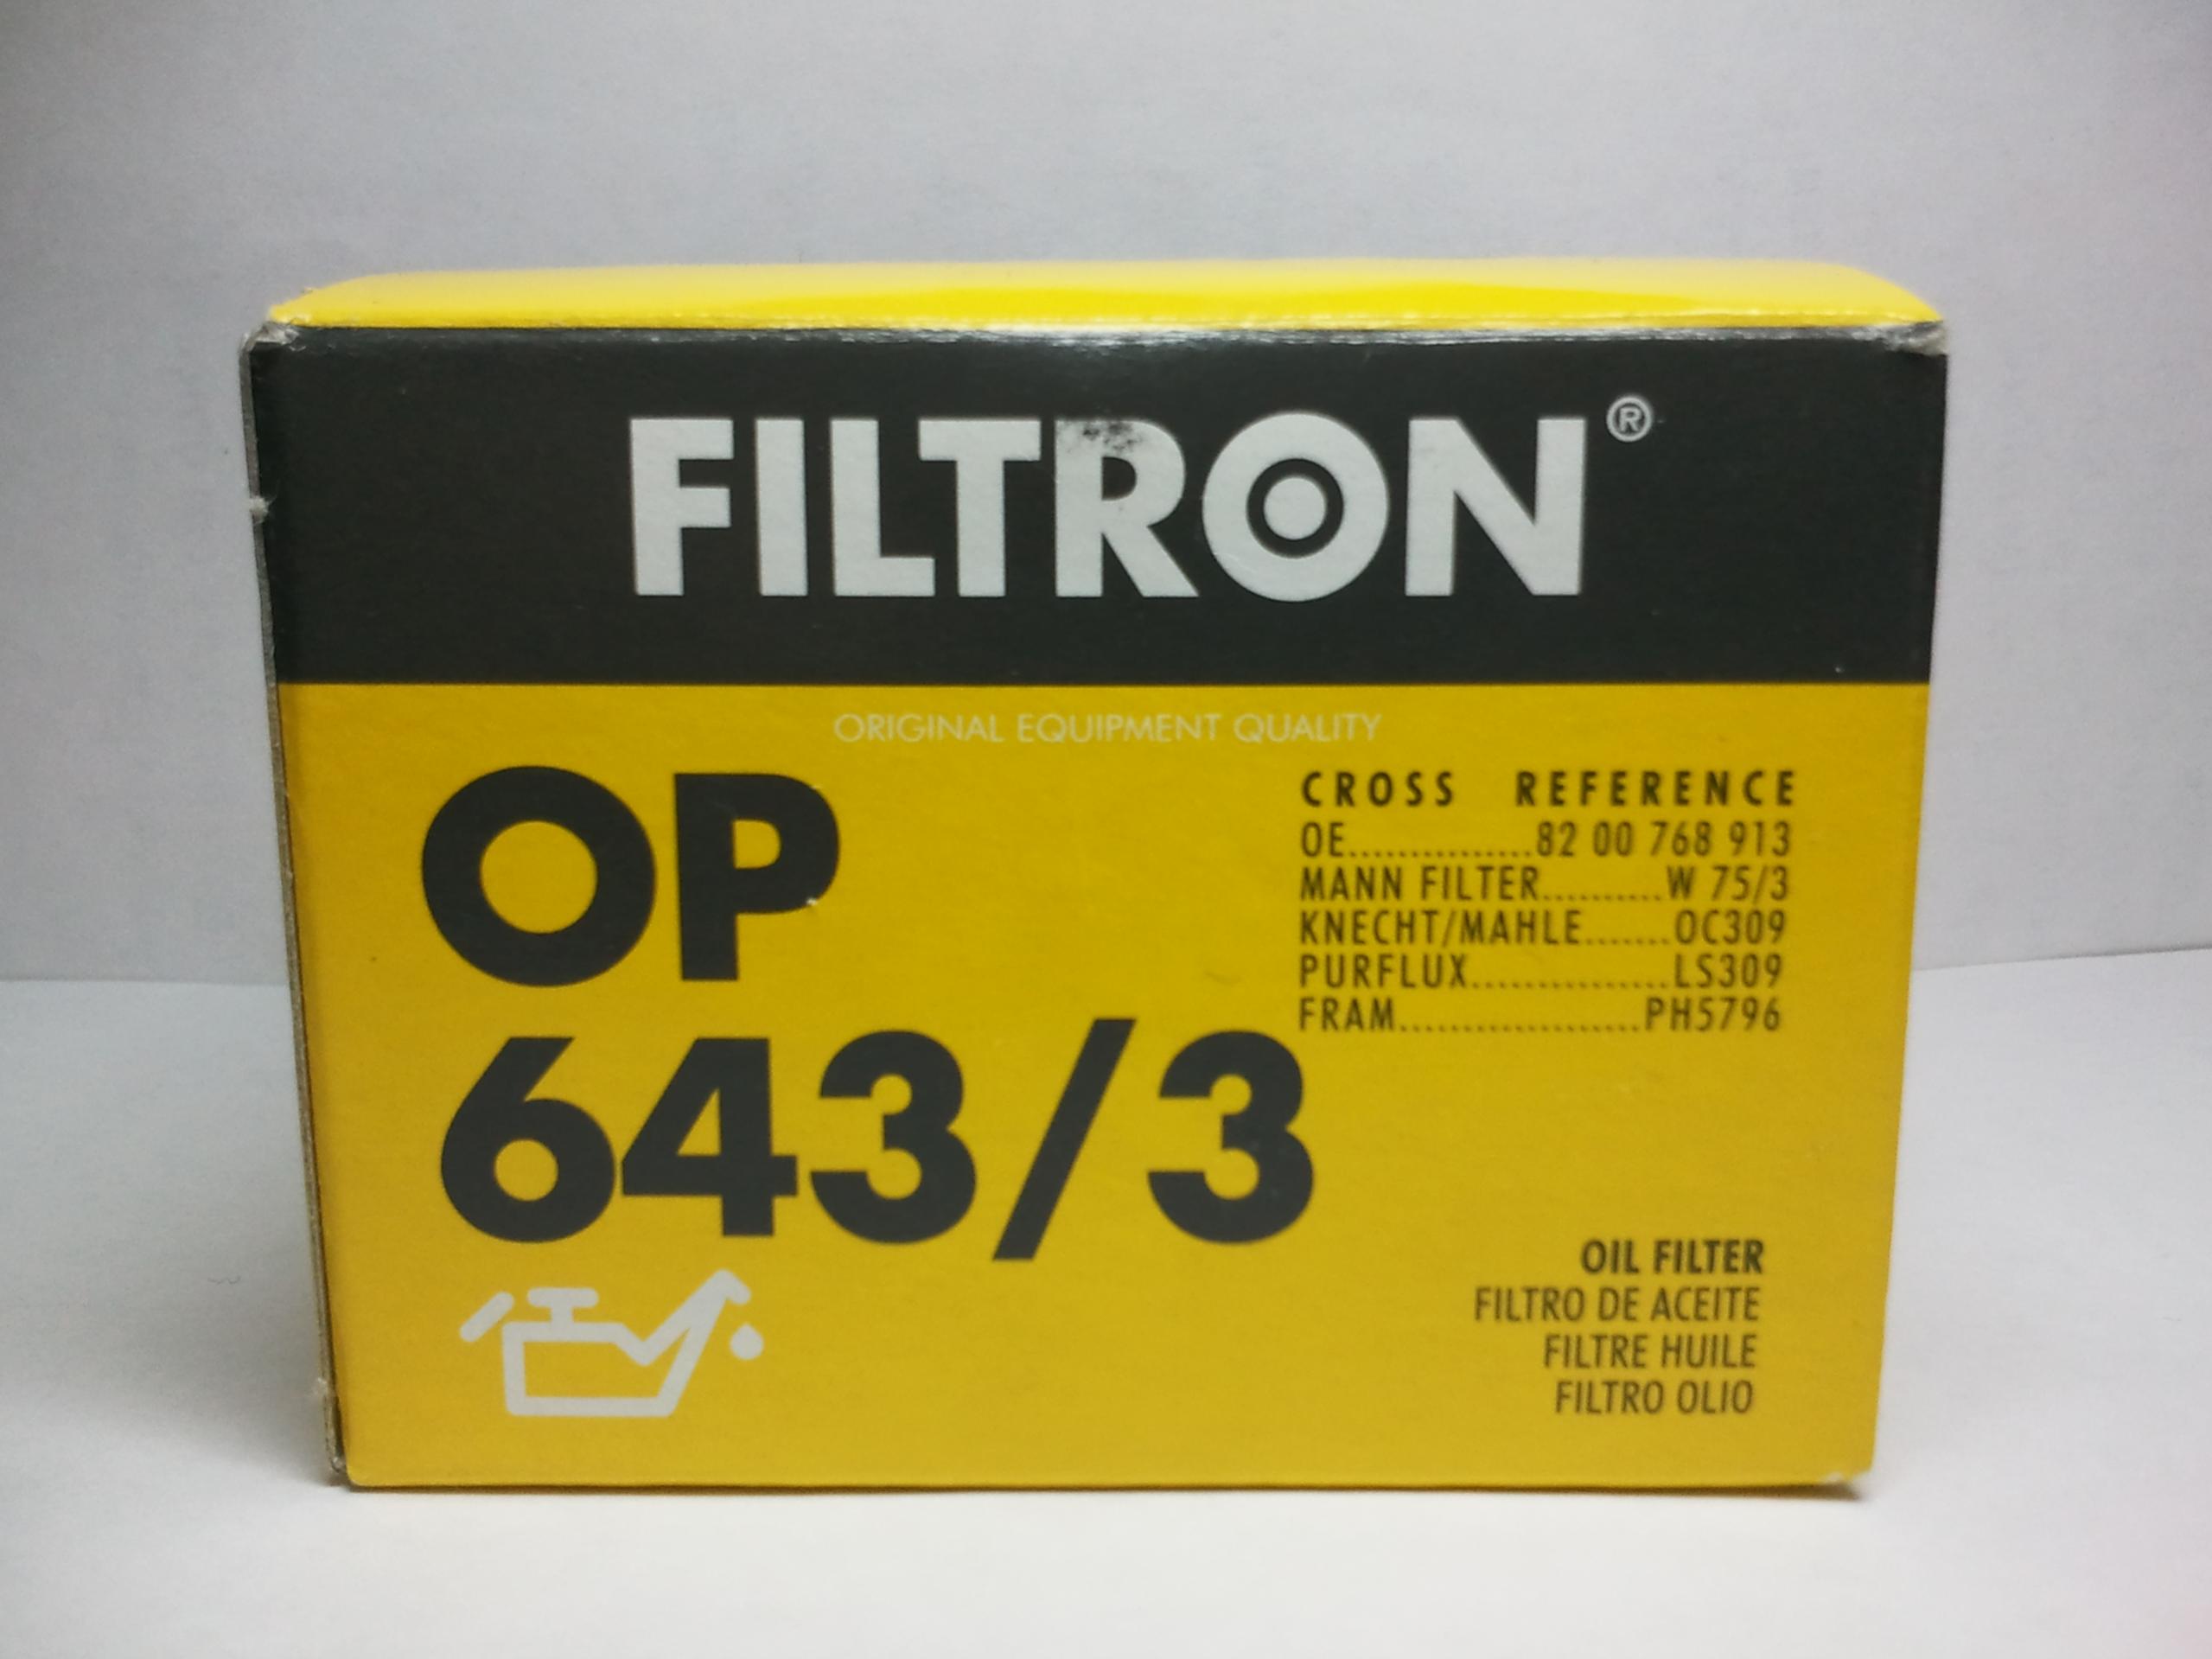 FILTRON®
ORIGINAL EQUIPMENT QUALITY
OP
643/3
CROSS REFERENCE
OE...............82 00 768 913
MANN FILTER..........W 75/3
KNECHT/MAHLE.......OC309
PURFLUX................LS309
FRAM...................PH5796
OIL FILTER
FILTRO DE ACEITE
FILTRE HUILE
FILTRO OLIO